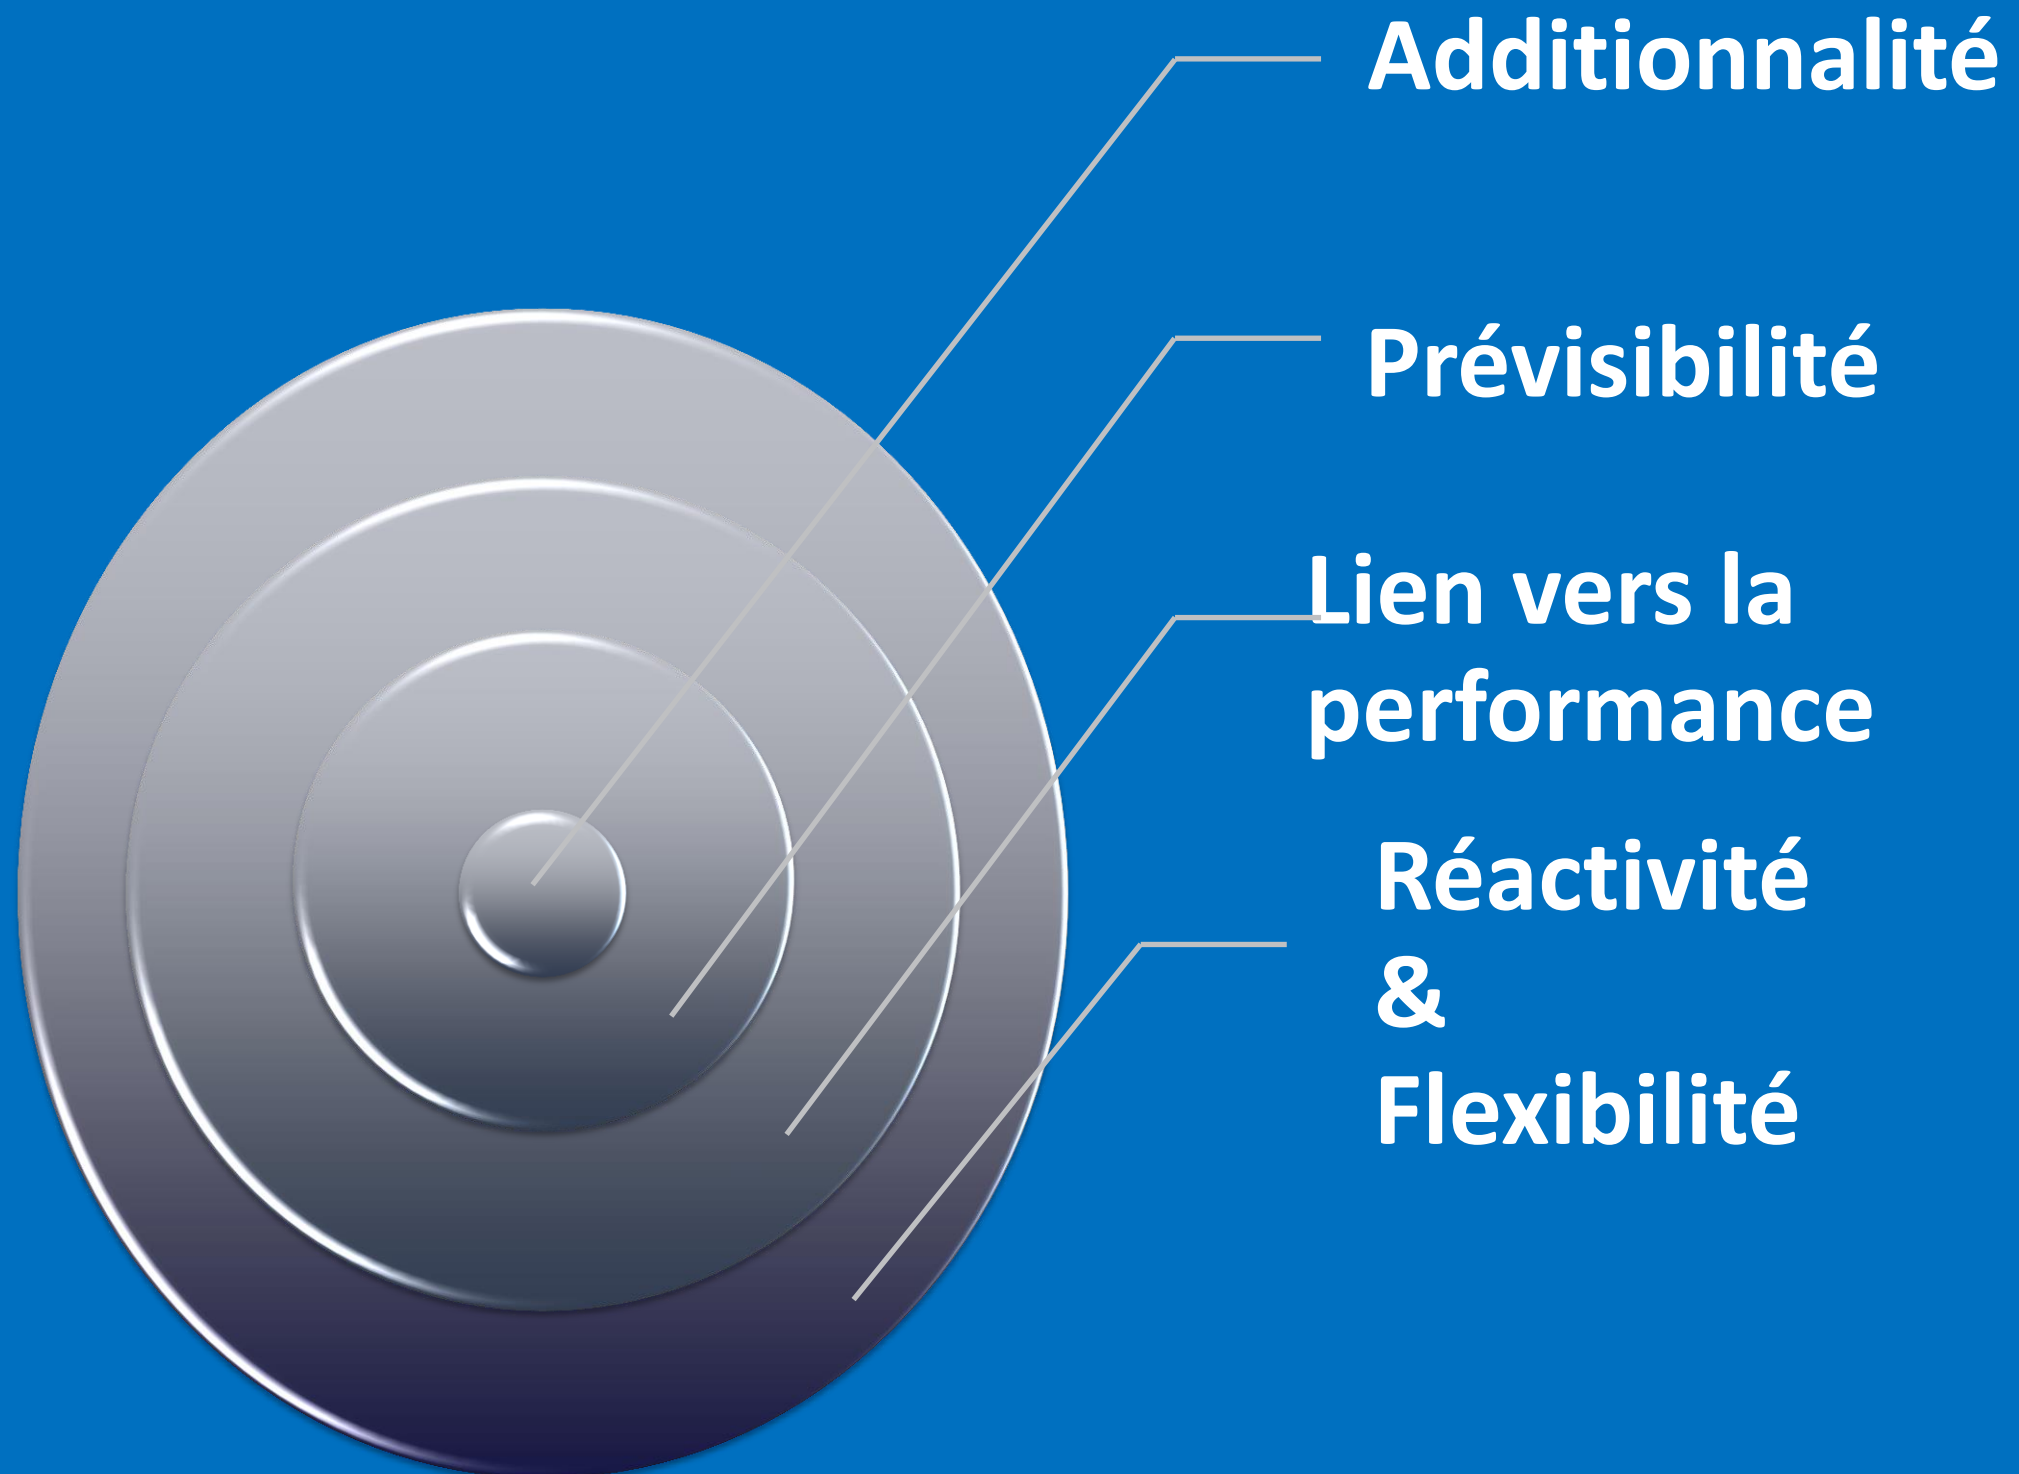 Additionnalité
Prévisibilité
Lien vers la
performance
Réactivité
&
Flexibilité